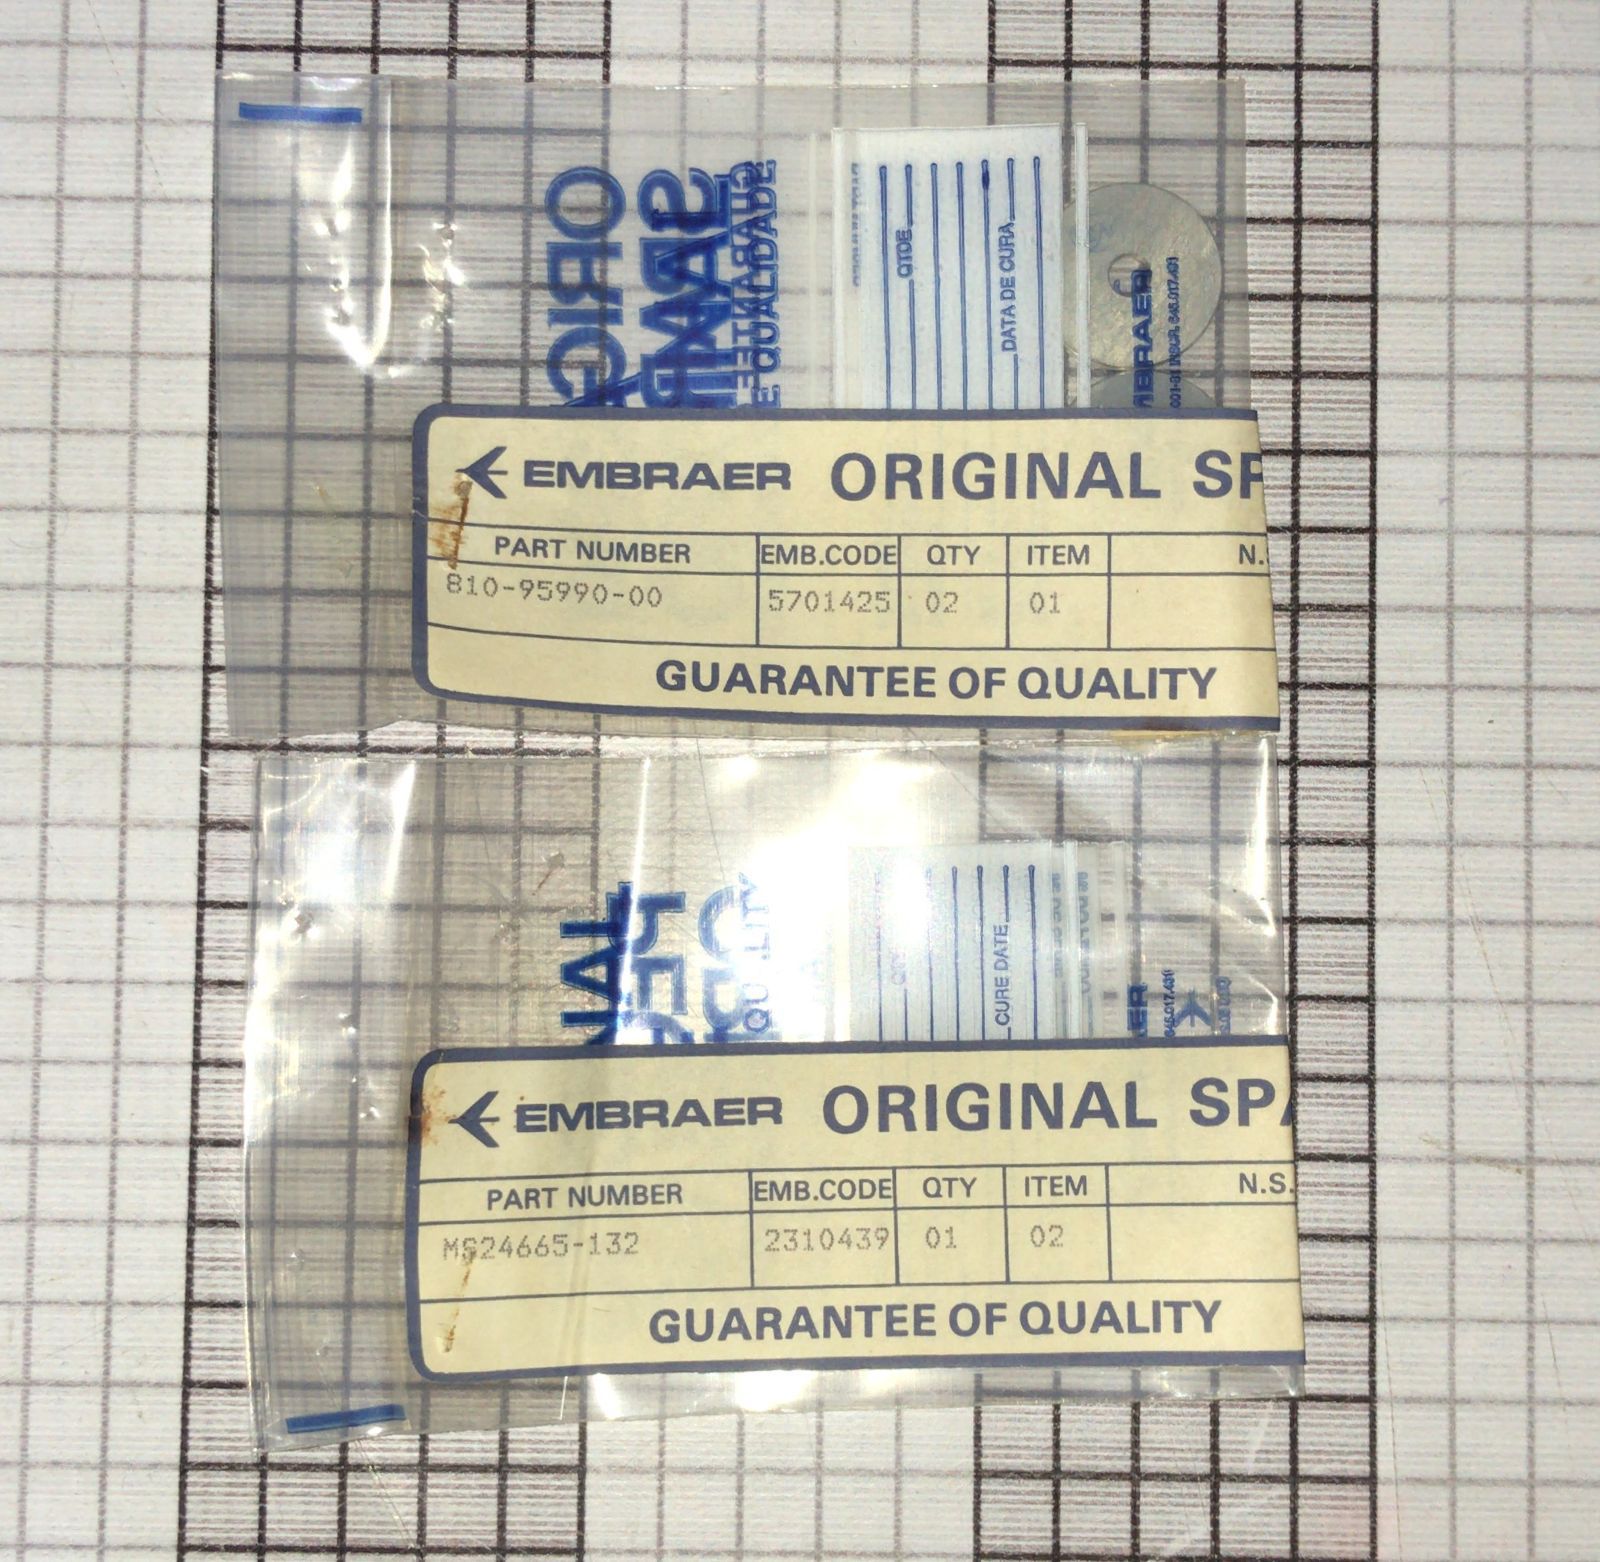 QTDE
DATA DE CURA
E QUALIDADE
EMBRAER ORIGINAL SP
PART NUMBER EMB.CODE QTY ITEM N.
810-95990-00 5701425 02 01
GUARANTEE OF QUALITY
CURE DATE
QUALITY
EMBRAER ORIGINAL SPA
PART NUMBER EMB.CODE QTY ITEM N.S.
MS24665-132 2310439 01 02
GUARANTEE OF QUALITY